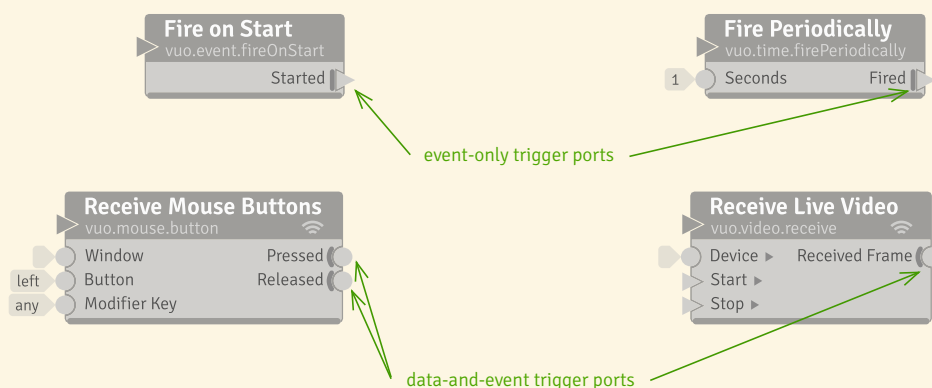 Fire on Start
vuo.event.fireOnStart
Started
Fire Periodically
vuo.time.firePeriodically
1 Seconds Fired
event-only trigger ports
Receive Mouse Buttons
vuo.mouse.button
Window Pressed
left Button Released
any Modifier Key
Receive Live Video
vuo.video.receive
Device Received Frame
Start
Stop
data-and-event trigger ports